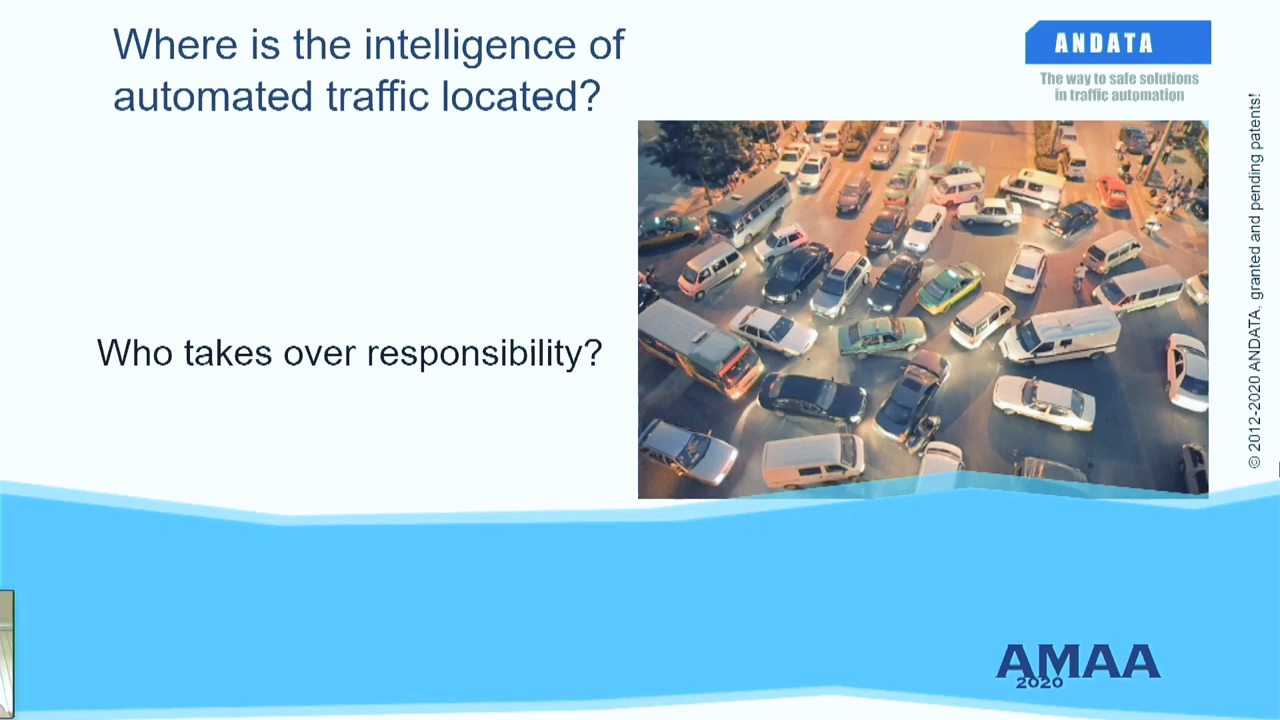 Where is the intelligence of
automated traffic located?
ANDATA
The way to safe solutions
in traffic automation
Who takes over responsibility?
© 2012-2020 ANDATA, granted and pending patents!
AMAA
2020